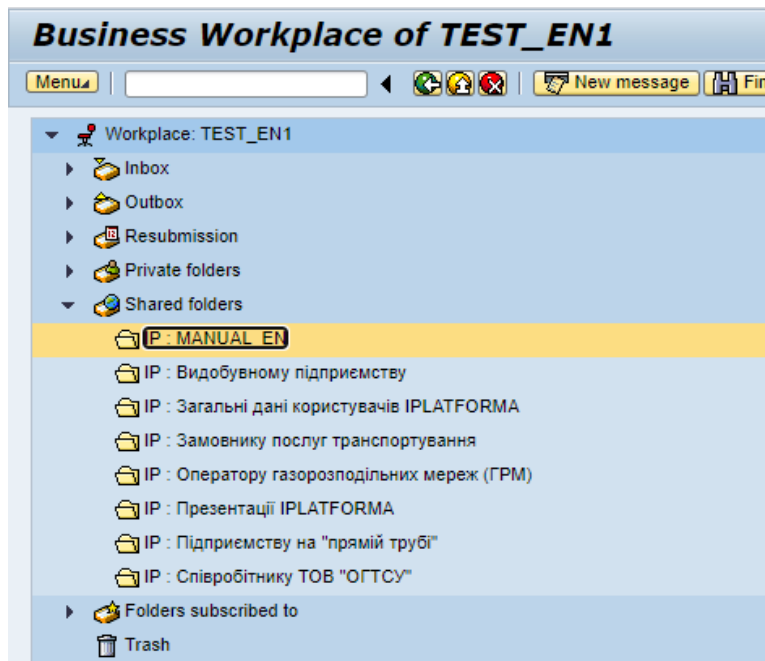 Business Workplace of TEST_EN1
Menu New message
Workplace: TEST_EN1
Inbox
Outbox
Resubmission
Private folders
Shared folders
IP : MANUAL_EN
IP : Видобувному підприємству
IP : Загальні дані користувачів IPLATFORMA
IP : Замовнику послуг транспортування
IP : Оператору газорозподільних мереж (ГРМ)
IP : Презентації IPLATFORMA
IP : Підприємству на "прямій трубі"
IP : Співробітнику ТОВ "ОГТСУ"
Folders subscribed to
Trash